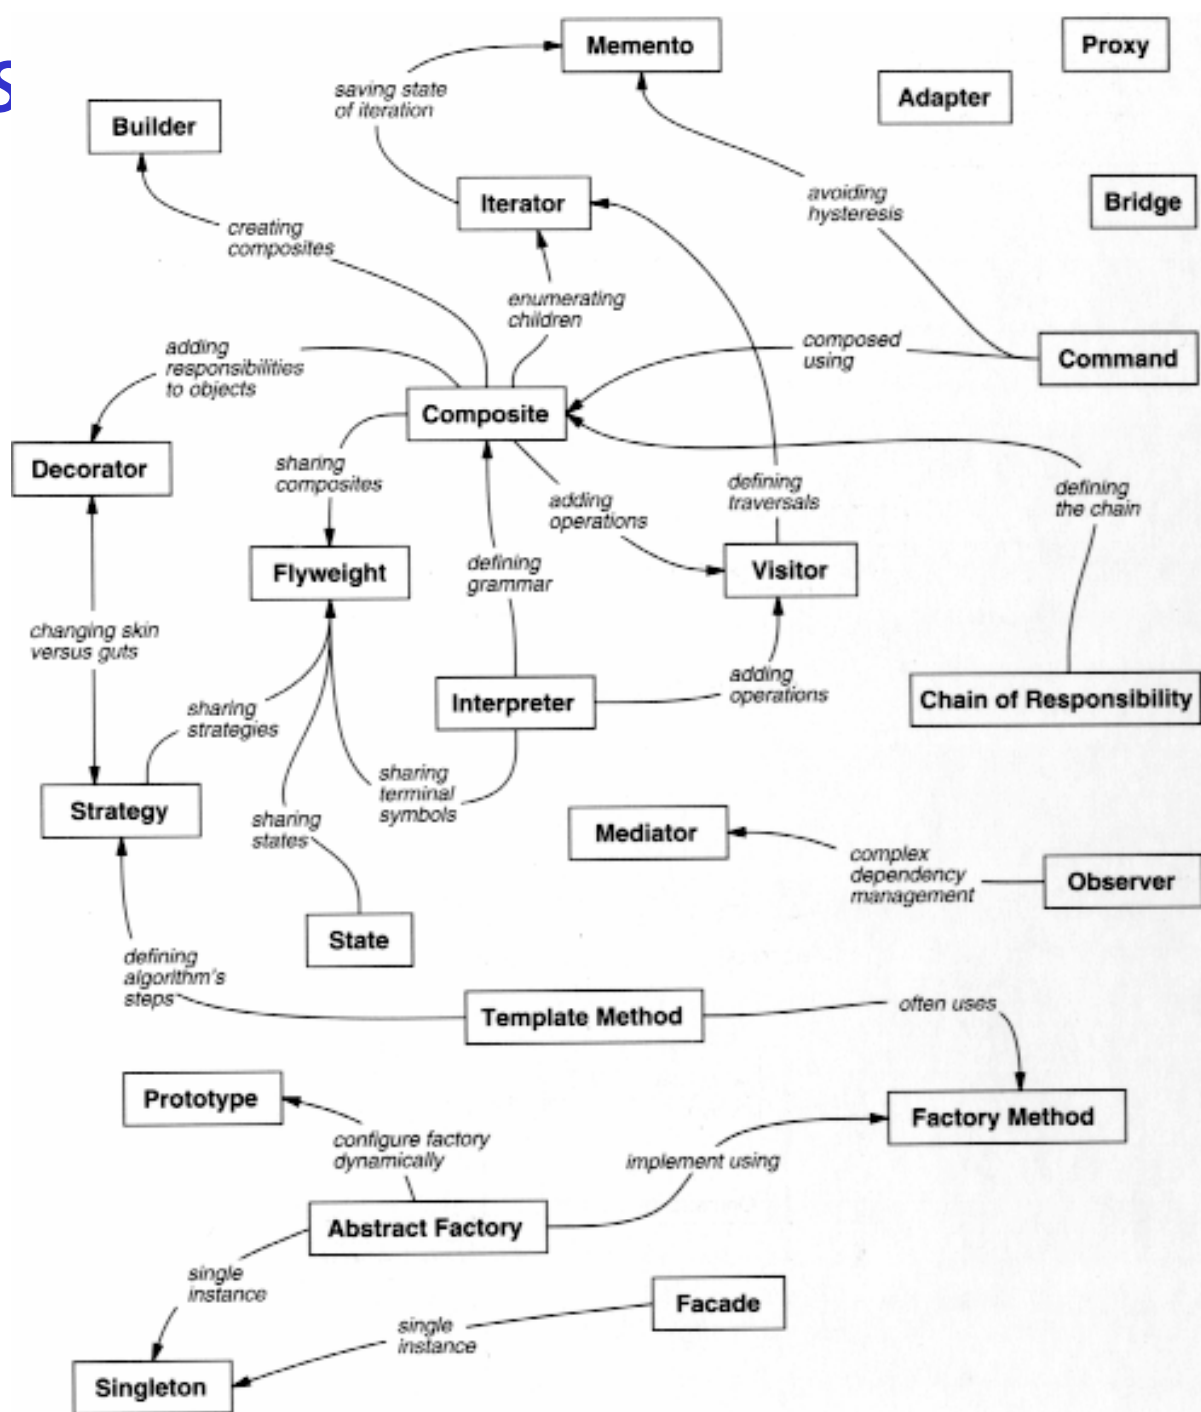 s
Memento
Proxy
saving state
of iteration
Adapter
Builder
Iterator
avoiding
hysteresis
Bridge
creating
composites
enumerating
children
adding
responsibilities
to objects
composed
using
Command
Composite
Decorator
sharing
composites
adding
operations
defining
traversals
defining
the chain
Flyweight
defining
grammar
Visitor
changing skin
versus guts
adding
operations
Interpreter
Chain of Responsibility
sharing
strategies
sharing
terminal
symbols
Strategy
sharing
states
Mediator
complex
dependency
management
Observer
State
defining
algorithm's
steps
Template Method
often uses
Prototype
Factory Method
configure factory
dynamically
implement using
Abstract Factory
single
instance
Facade
single
instance
Singleton